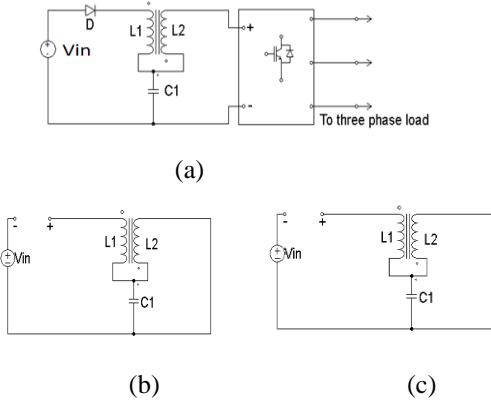 D
L1 L2
Vin
+
-
C1
To three phase load
(a)
- +
L1 L2
Vin
C1
(b)
- +
L1 L2
Vin
C1
(c)